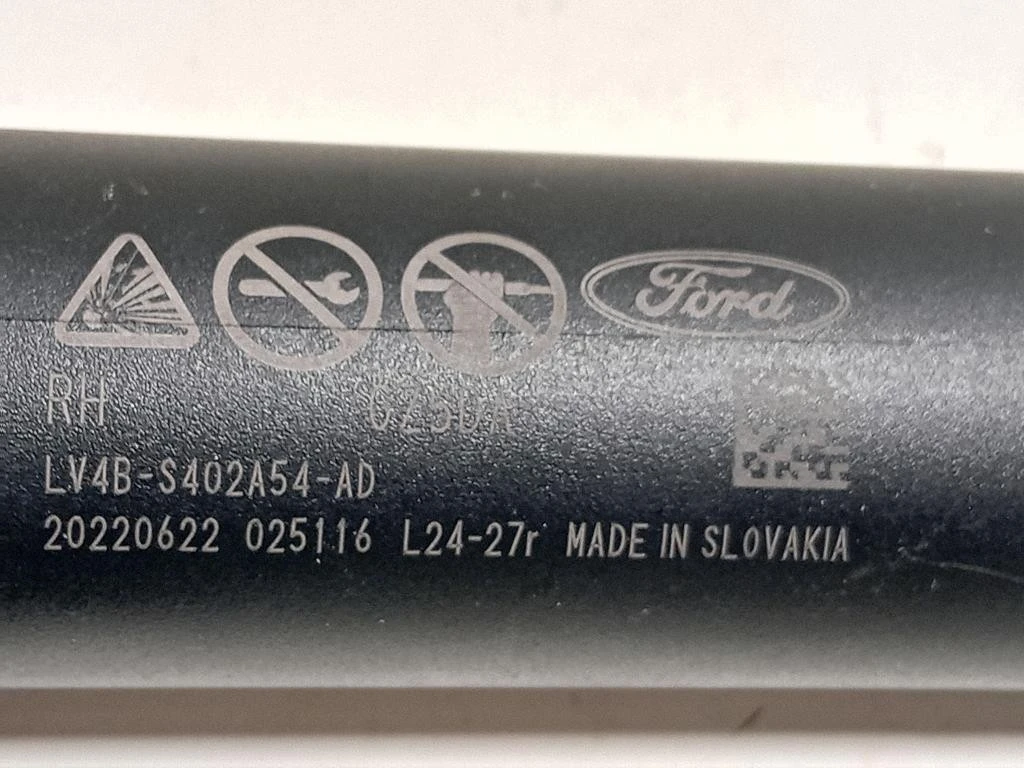 Ford
RH
LV4B-S402A54-AD
20220622 025116 L24-27r MADE IN SLOVAKIA